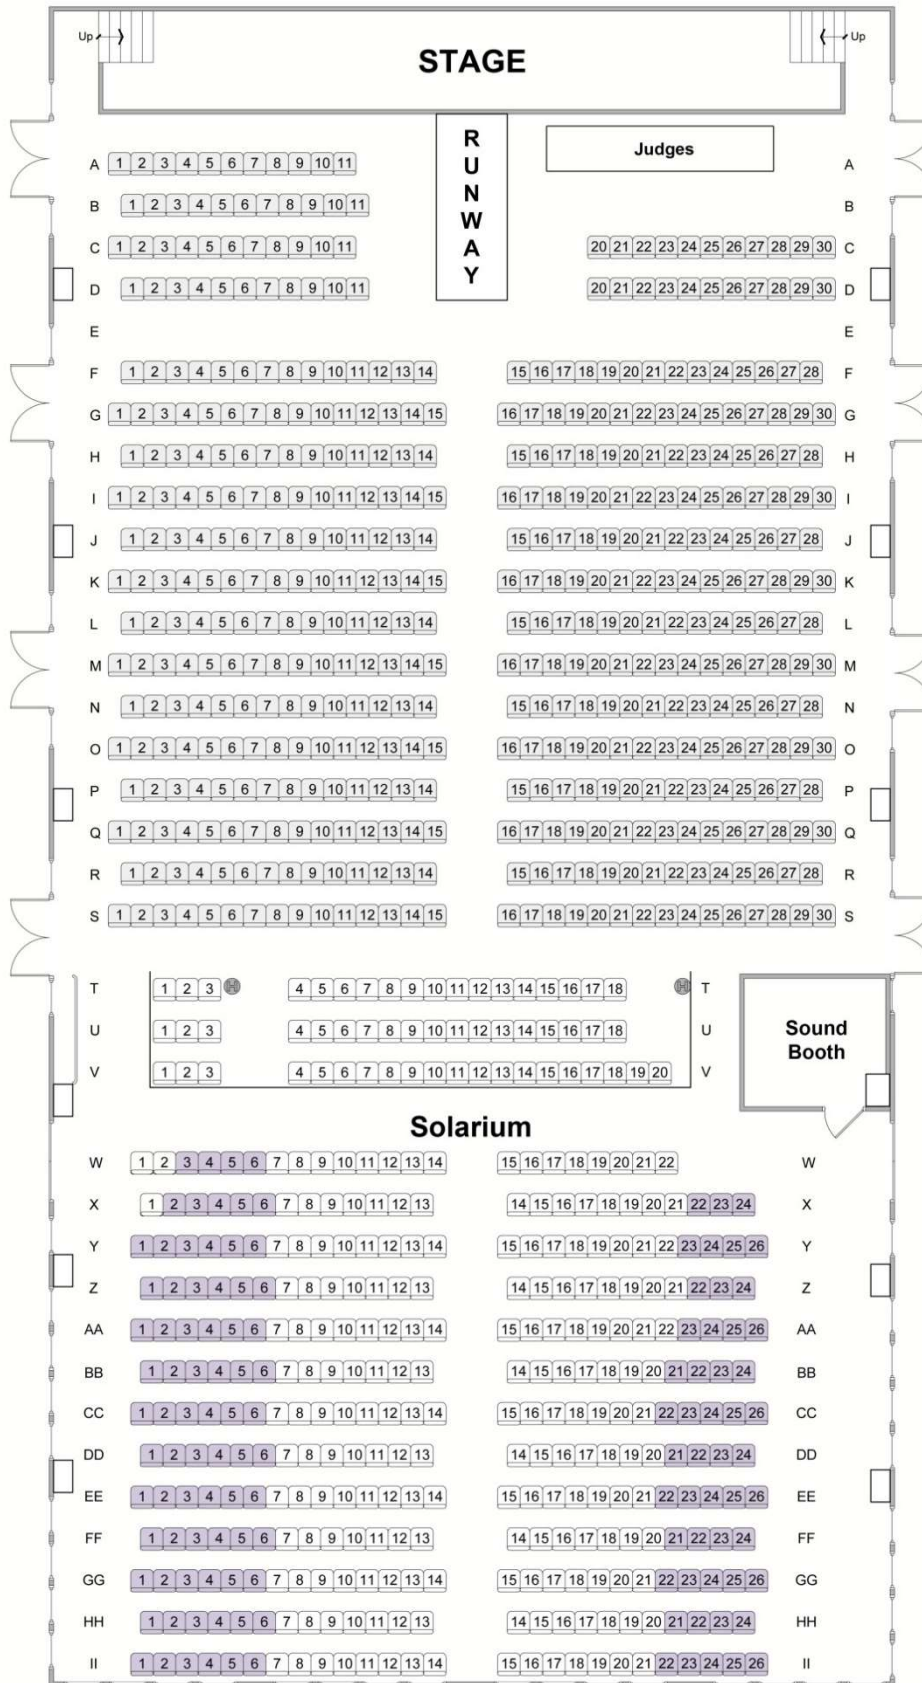 Up
STAGE
Up
RUNWAY
Judges
A 1 2 3 4 5 6 7 8 9 10 11 A
B 1 2 3 4 5 6 7 8 9 10 11 B
C 1 2 3 4 5 6 7 8 9 10 11 20 21 22 23 24 25 26 27 28 29 30 C
D 1 2 3 4 5 6 7 8 9 10 11 20 21 22 23 24 25 26 27 28 29 30 D
E E
F 1 2 3 4 5 6 7 8 9 10 11 12 13 14 15 16 17 18 19 20 21 22 23 24 25 26 27 28 F
G 1 2 3 4 5 6 7 8 9 10 11 12 13 14 15 16 17 18 19 20 21 22 23 24 25 26 27 28 29 30 G
H 1 2 3 4 5 6 7 8 9 10 11 12 13 14 15 16 17 18 19 20 21 22 23 24 25 26 27 28 H
I 1 2 3 4 5 6 7 8 9 10 11 12 13 14 15 16 17 18 19 20 21 22 23 24 25 26 27 28 29 30 I
J 1 2 3 4 5 6 7 8 9 10 11 12 13 14 15 16 17 18 19 20 21 22 23 24 25 26 27 28 J
K 1 2 3 4 5 6 7 8 9 10 11 12 13 14 15 16 17 18 19 20 21 22 23 24 25 26 27 28 29 30 K
L 1 2 3 4 5 6 7 8 9 10 11 12 13 14 15 16 17 18 19 20 21 22 23 24 25 26 27 28 L
M 1 2 3 4 5 6 7 8 9 10 11 12 13 14 15 16 17 18 19 20 21 22 23 24 25 26 27 28 29 30 M
N 1 2 3 4 5 6 7 8 9 10 11 12 13 14 15 16 17 18 19 20 21 22 23 24 25 26 27 28 N
O 1 2 3 4 5 6 7 8 9 10 11 12 13 14 15 16 17 18 19 20 21 22 23 24 25 26 27 28 29 30 O
P 1 2 3 4 5 6 7 8 9 10 11 12 13 14 15 16 17 18 19 20 21 22 23 24 25 26 27 28 P
Q 1 2 3 4 5 6 7 8 9 10 11 12 13 14 15 16 17 18 19 20 21 22 23 24 25 26 27 28 29 30 Q
R 1 2 3 4 5 6 7 8 9 10 11 12 13 14 15 16 17 18 19 20 21 22 23 24 25 26 27 28 R
S 1 2 3 4 5 6 7 8 9 10 11 12 13 14 15 16 17 18 19 20 21 22 23 24 25 26 27 28 29 30 S
T 1 2 3 H 4 5 6 7 8 9 10 11 12 13 14 15 16 17 18 H T
U 1 2 3 4 5 6 7 8 9 10 11 12 13 14 15 16 17 18 U
V 1 2 3 4 5 6 7 8 9 10 11 12 13 14 15 16 17 18 19 20 V
Sound
Booth
Solarium
W 1 2 3 4 5 6 7 8 9 10 11 12 13 14 15 16 17 18 19 20 21 22 W
X 1 2 3 4 5 6 7 8 9 10 11 12 13 14 15 16 17 18 19 20 21 22 23 24 X
Y 1 2 3 4 5 6 7 8 9 10 11 12 13 14 15 16 17 18 19 20 21 22 23 24 25 26 Y
Z 1 2 3 4 5 6 7 8 9 10 11 12 13 14 15 16 17 18 19 20 21 22 23 24 Z
AA 1 2 3 4 5 6 7 8 9 10 11 12 13 14 15 16 17 18 19 20 21 22 23 24 25 26 AA
BB 1 2 3 4 5 6 7 8 9 10 11 12 13 14 15 16 17 18 19 20 21 22 23 24 BB
CC 1 2 3 4 5 6 7 8 9 10 11 12 13 14 15 16 17 18 19 20 21 22 23 24 25 26 CC
DD 1 2 3 4 5 6 7 8 9 10 11 12 13 14 15 16 17 18 19 20 21 22 23 24 DD
EE 1 2 3 4 5 6 7 8 9 10 11 12 13 14 15 16 17 18 19 20 21 22 23 24 25 26 EE
FF 1 2 3 4 5 6 7 8 9 10 11 12 13 14 15 16 17 18 19 20 21 22 23 24 FF
GG 1 2 3 4 5 6 7 8 9 10 11 12 13 14 15 16 17 18 19 20 21 22 23 24 25 26 GG
HH 1 2 3 4 5 6 7 8 9 10 11 12 13 14 15 16 17 18 19 20 21 22 23 24 HH
II 1 2 3 4 5 6 7 8 9 10 11 12 13 14 15 16 17 18 19 20 21 22 23 24 25 26 II